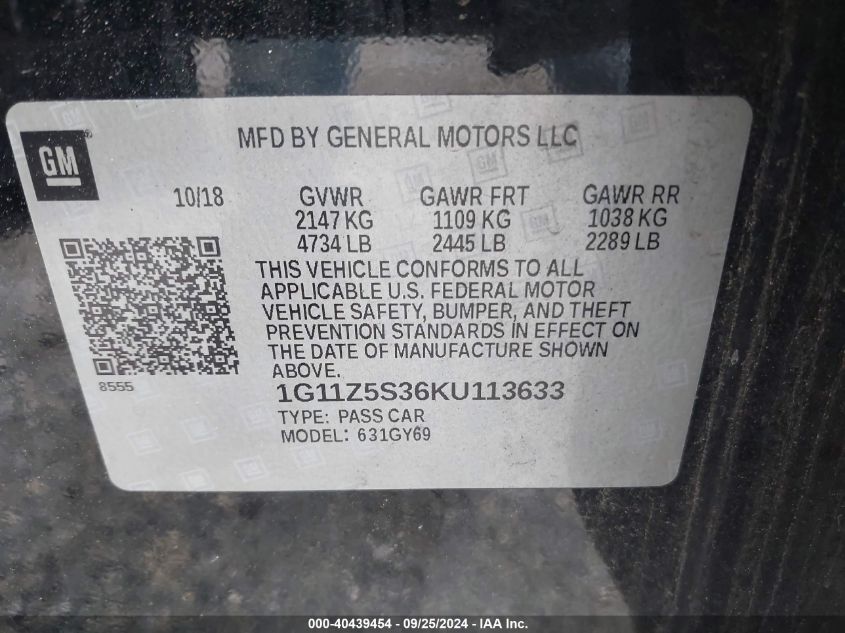 GM
MFD BY GENERAL MOTORS LLC
10/18 GVWR GAWR FRT GAWR RR
2147 KG 1109 KG 1038 KG
4734 LB 2445 LB 2289 LB
THIS VEHICLE CONFORMS TO ALL
APPLICABLE U.S. FEDERAL MOTOR
VEHICLE SAFETY, BUMPER, AND THEFT
PREVENTION STANDARDS IN EFFECT ON
THE DATE OF MANUFACTURE SHOWN
ABOVE.
8555
1G11Z5S36KU113633
TYPE: PASS CAR
MODEL: 631GY69
000-40439454 - 09/25/2024 - IAA Inc.